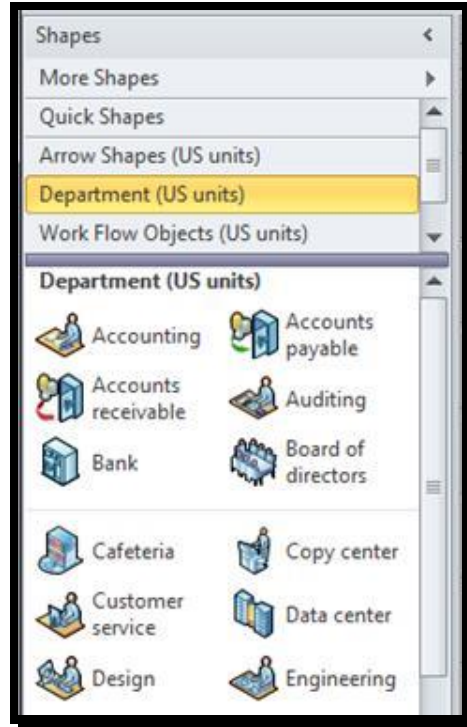 Shapes
More Shapes
Quick Shapes
Arrow Shapes (US units)
Department (US units)
Work Flow Objects (US units)
Department (US units)
Accounting
Accounts
payable
Accounts
receivable
Auditing
Bank
Board of
directors
Cafeteria
Copy center
Customer
service
Data center
Design
Engineering